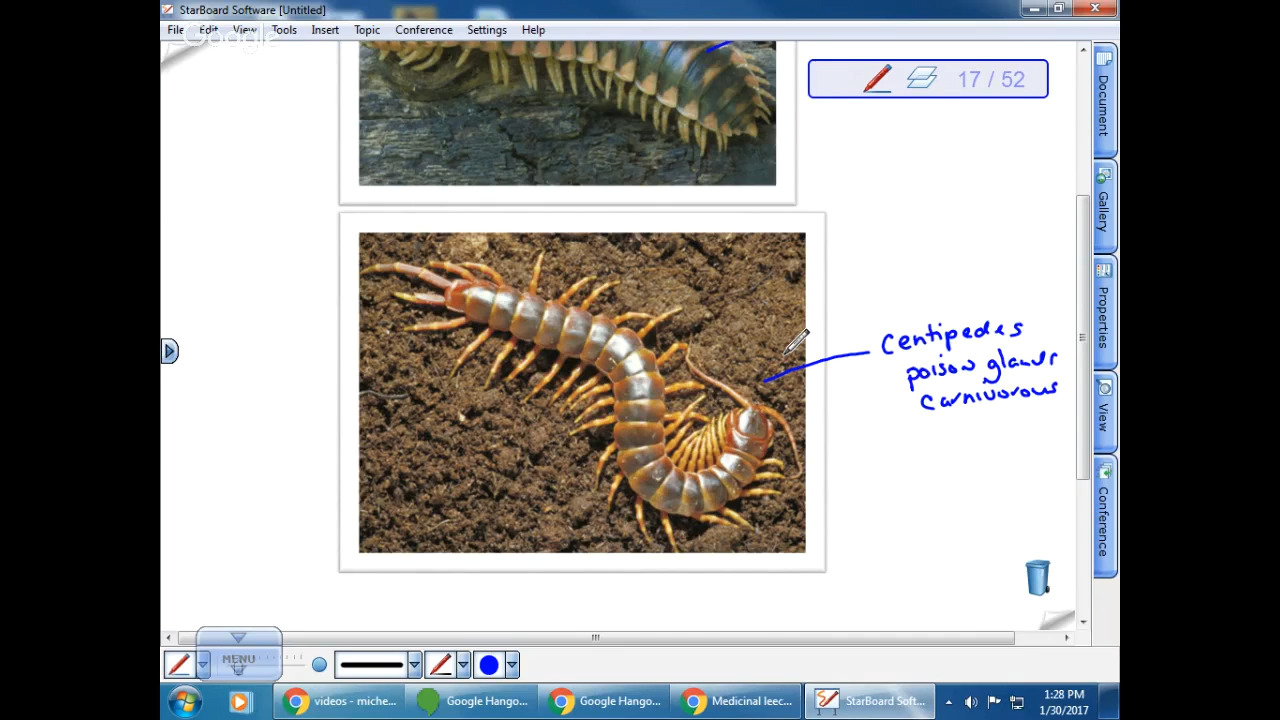 StarBoard Software [Untitled]
File Edit View Tools Insert Topic Conference Settings Help
Google
17 / 52
Document
Gallery
Properties
View
Conference
Centipedes
poison glands
carnivorous
MENU
videos - miche...
Google Hango...
Google Hango...
Medicinal leec...
StarBoard Soft...
1:28 PM
1/30/2017